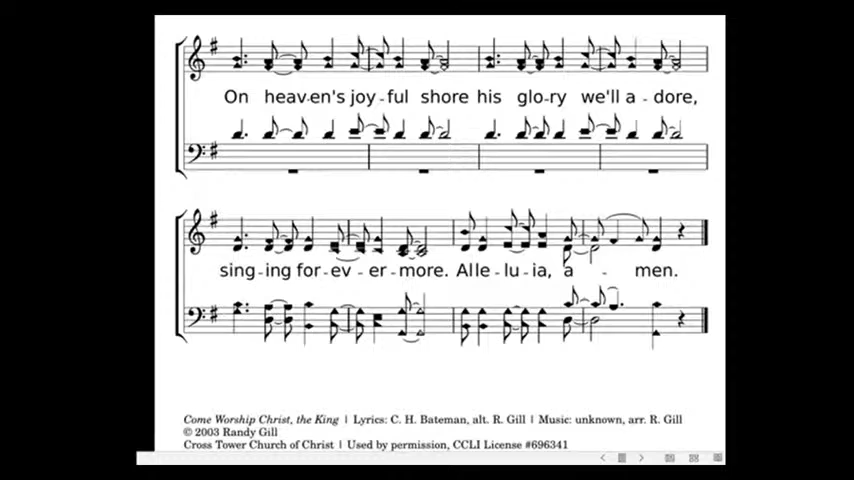 On heav-en's joy-ful shore his glo-ry we'll a-dore,
sing-ing for-ev-er-more. Alle-lu-ia, a - men.
Come Worship Christ, the King | Lyrics: C. H. Bateman, alt. R. Gill | Music: unknown, arr. R. Gill
© 2003 Randy Gill
Cross Tower Church of Christ | Used by permission, CCLI License #696341